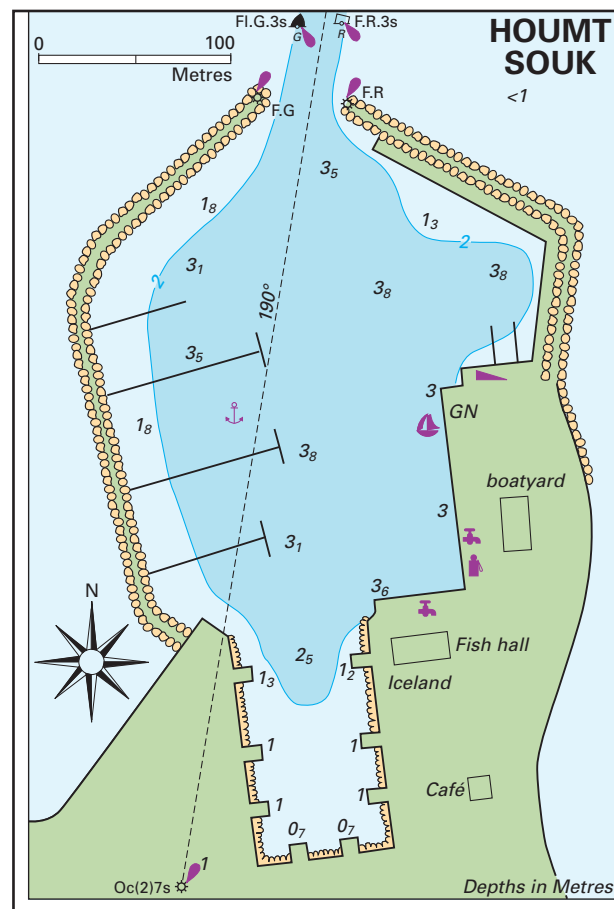 Fl.G.3s
G
R
F.R.3s
HOUMT
SOUK
<1
0
100
Metres
F.G
F.R
3₅
1₈
1₃
2
3₁
2
3₈
3₈
190°
3₅
3
GN
1₈
3₈
boatyard
3
3₁
3₆
N
Fish hall
2₅
1₃
1₂
Iceland
1
1
1
1
Café
0₇
0₇
1
Oc(2)7s
Depths in Metres